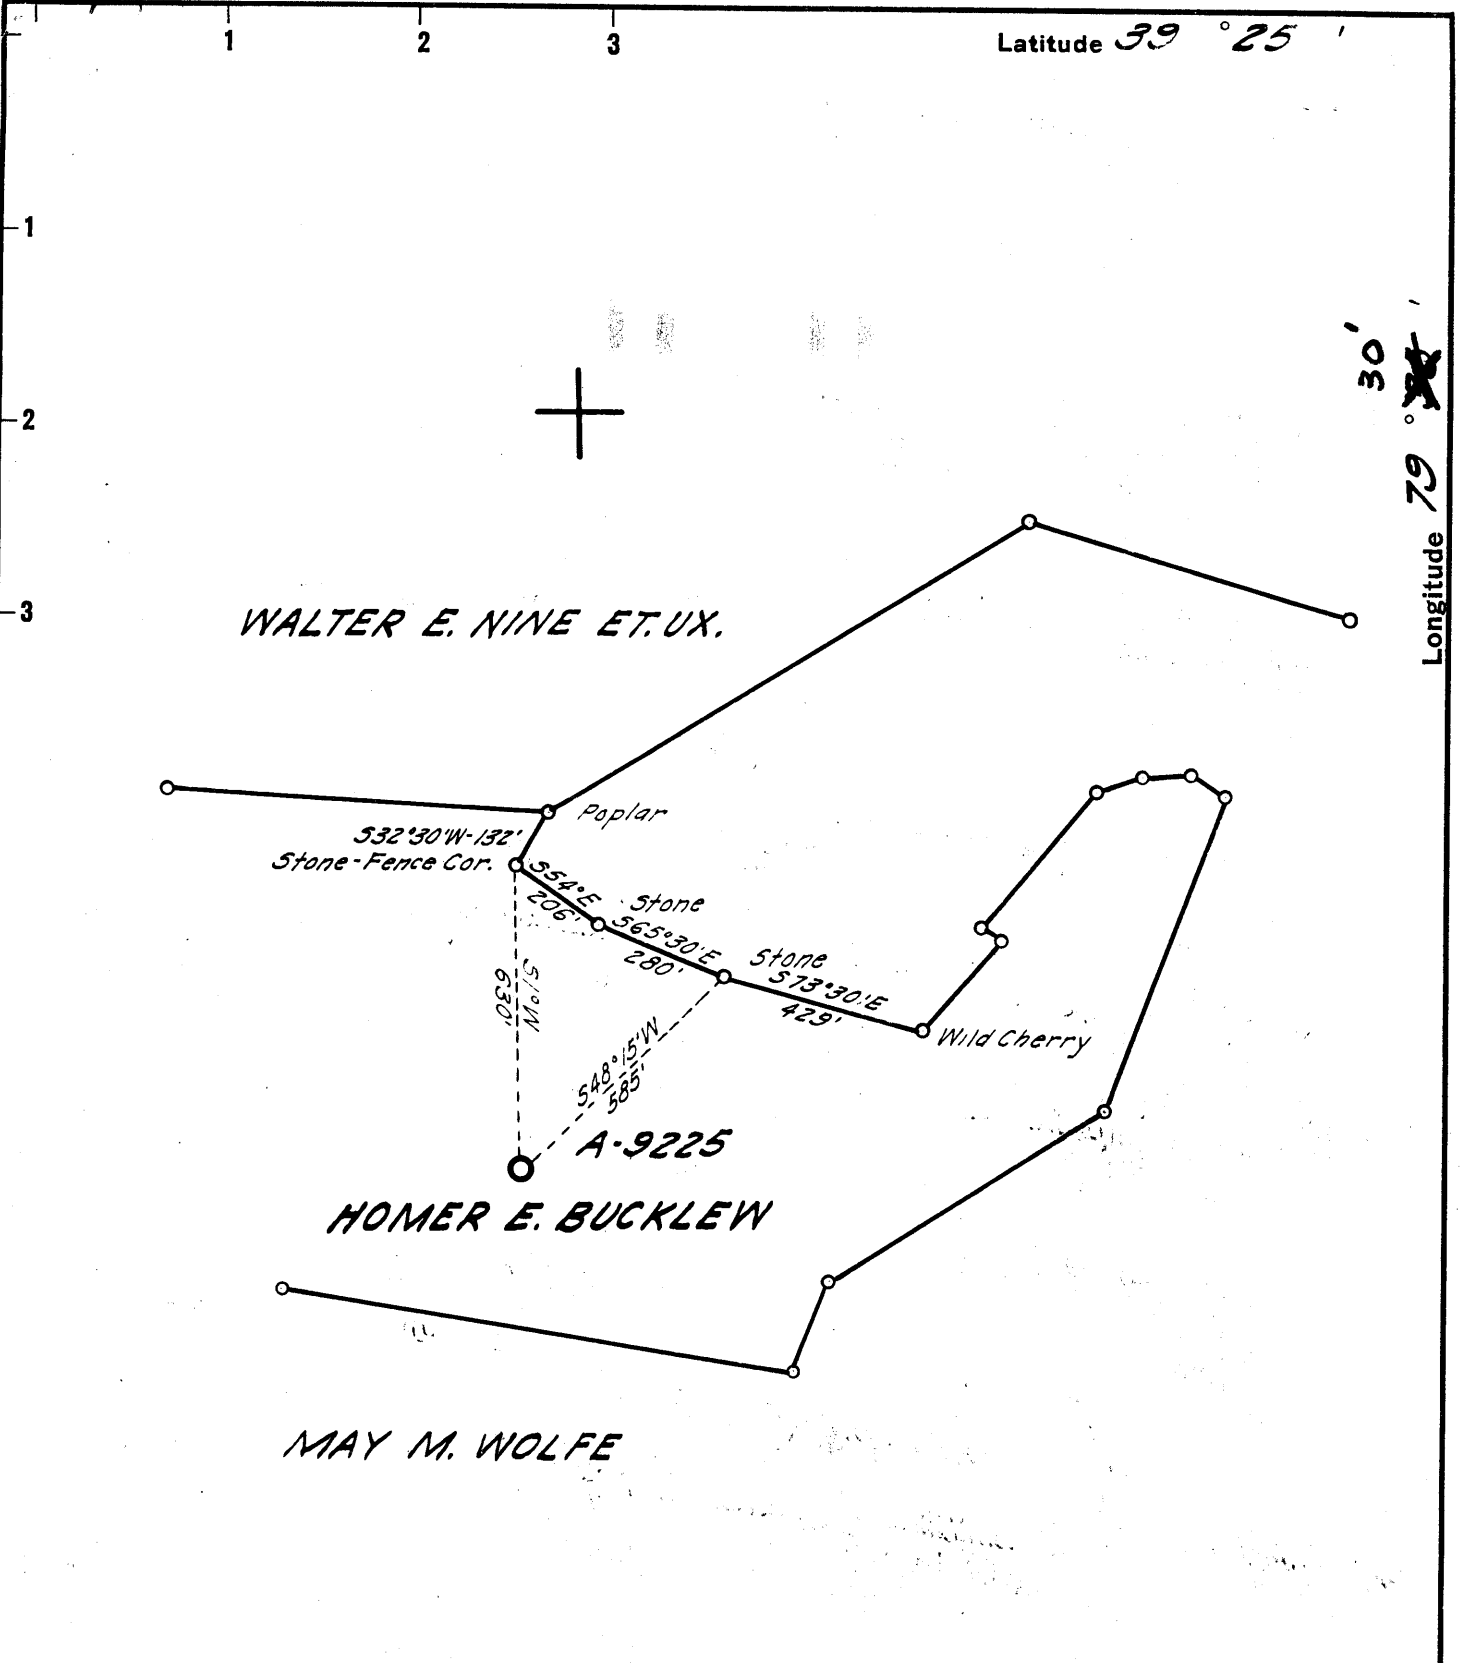 1 2 3
Latitude 39 ° 25 '
1
2
3
30'
Longitude 79 ° '
WALTER E. NINE ET.UX.
Poplar
S32°30'W-132'
Stone-Fence Cor.
S54°E
206'
Stone
S65°30'E
280'
Stone
S73°30'E
429'
Wild Cherry
S1°W
630'
S48°15'W
585'
A-9225
HOMER E. BUCKLEW
MAY M. WOLFE